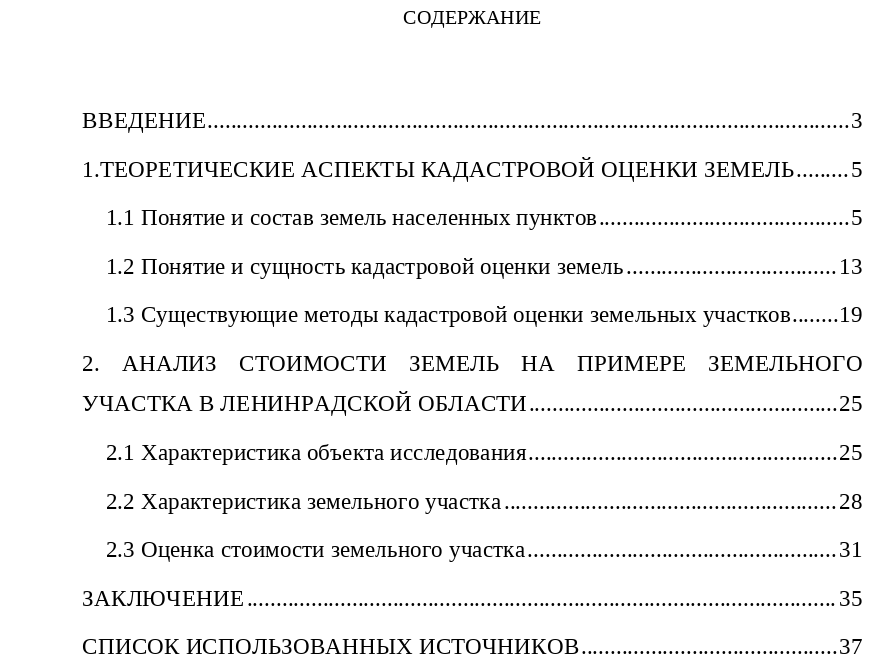 СОДЕРЖАНИЕ
ВВЕДЕНИЕ..........................................................................................................3
1.ТЕОРЕТИЧЕСКИЕ АСПЕКТЫ КАДАСТРОВОЙ ОЦЕНКИ ЗЕМЕЛЬ.........5
1.1 Понятие и состав земель населенных пунктов...........................................5
1.2 Понятие и сущность кадастровой оценки земель....................................13
1.3 Существующие методы кадастровой оценки земельных участков........19
2. АНАЛИЗ СТОИМОСТИ ЗЕМЕЛЬ НА ПРИМЕРЕ ЗЕМЕЛЬНОГО
УЧАСТКА В ЛЕНИНРАДСКОЙ ОБЛАСТИ.....................................................25
2.1 Характеристика объекта исследования.....................................................25
2.2 Характеристика земельного участка.........................................................28
2.3 Оценка стоимости земельного участка.....................................................31
ЗАКЛЮЧЕНИЕ....................................................................................................35
СПИСОК ИСПОЛЬЗОВАННЫХ ИСТОЧНИКОВ............................................37